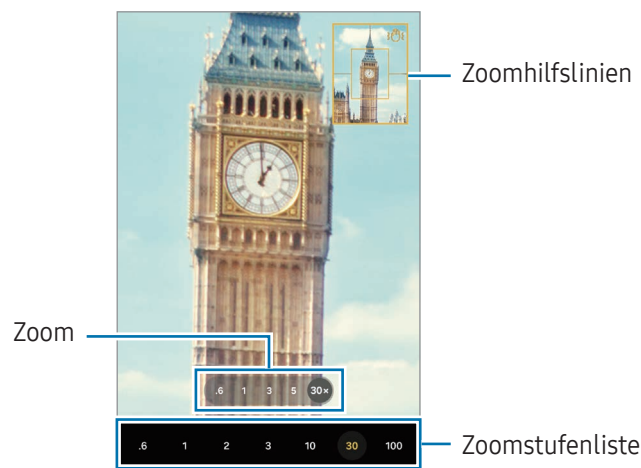 Zoomhilfslinien
Zoom
.6 1 3 5 30×
.6 1 2 3 10 30 100
Zoomstufenliste